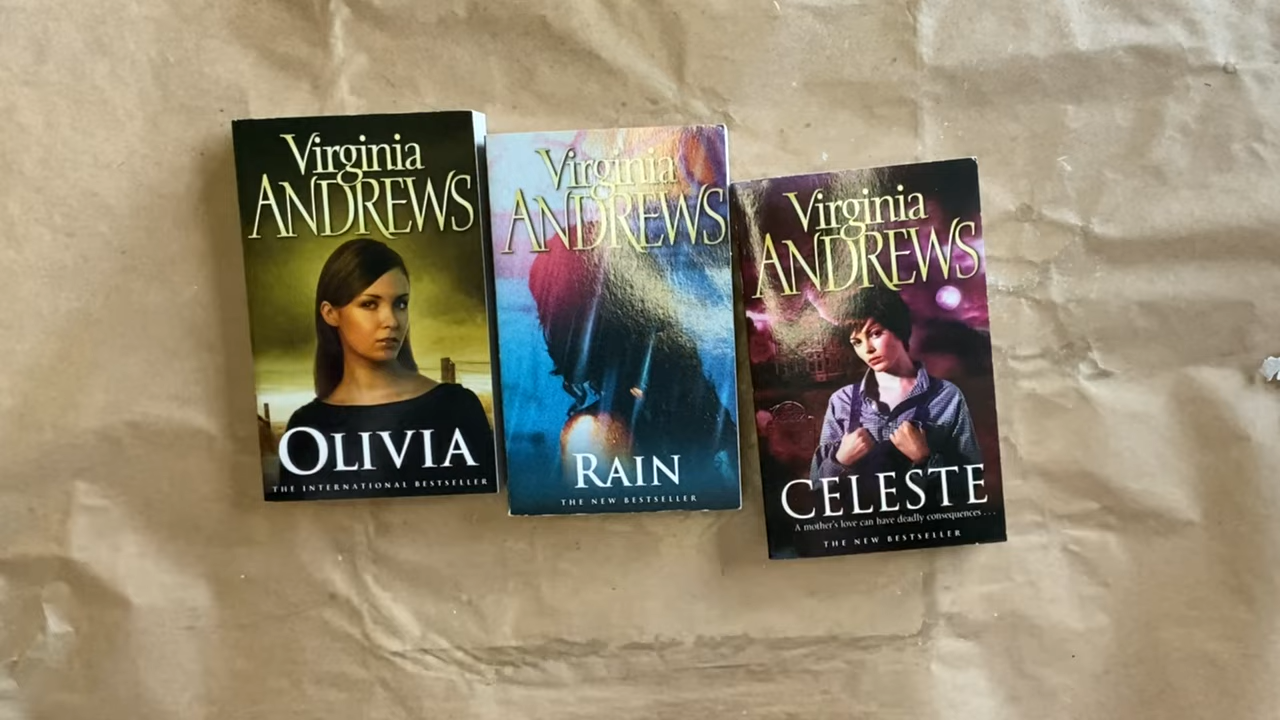 Virginia
ANDREWS
OLIVIA
THE INTERNATIONAL BESTSELLER
Virginia
ANDREWS
RAIN
THE NEW BESTSELLER
Virginia
ANDREWS
CELESTE
A mother's love can have deadly consequences . . .
THE NEW BESTSELLER